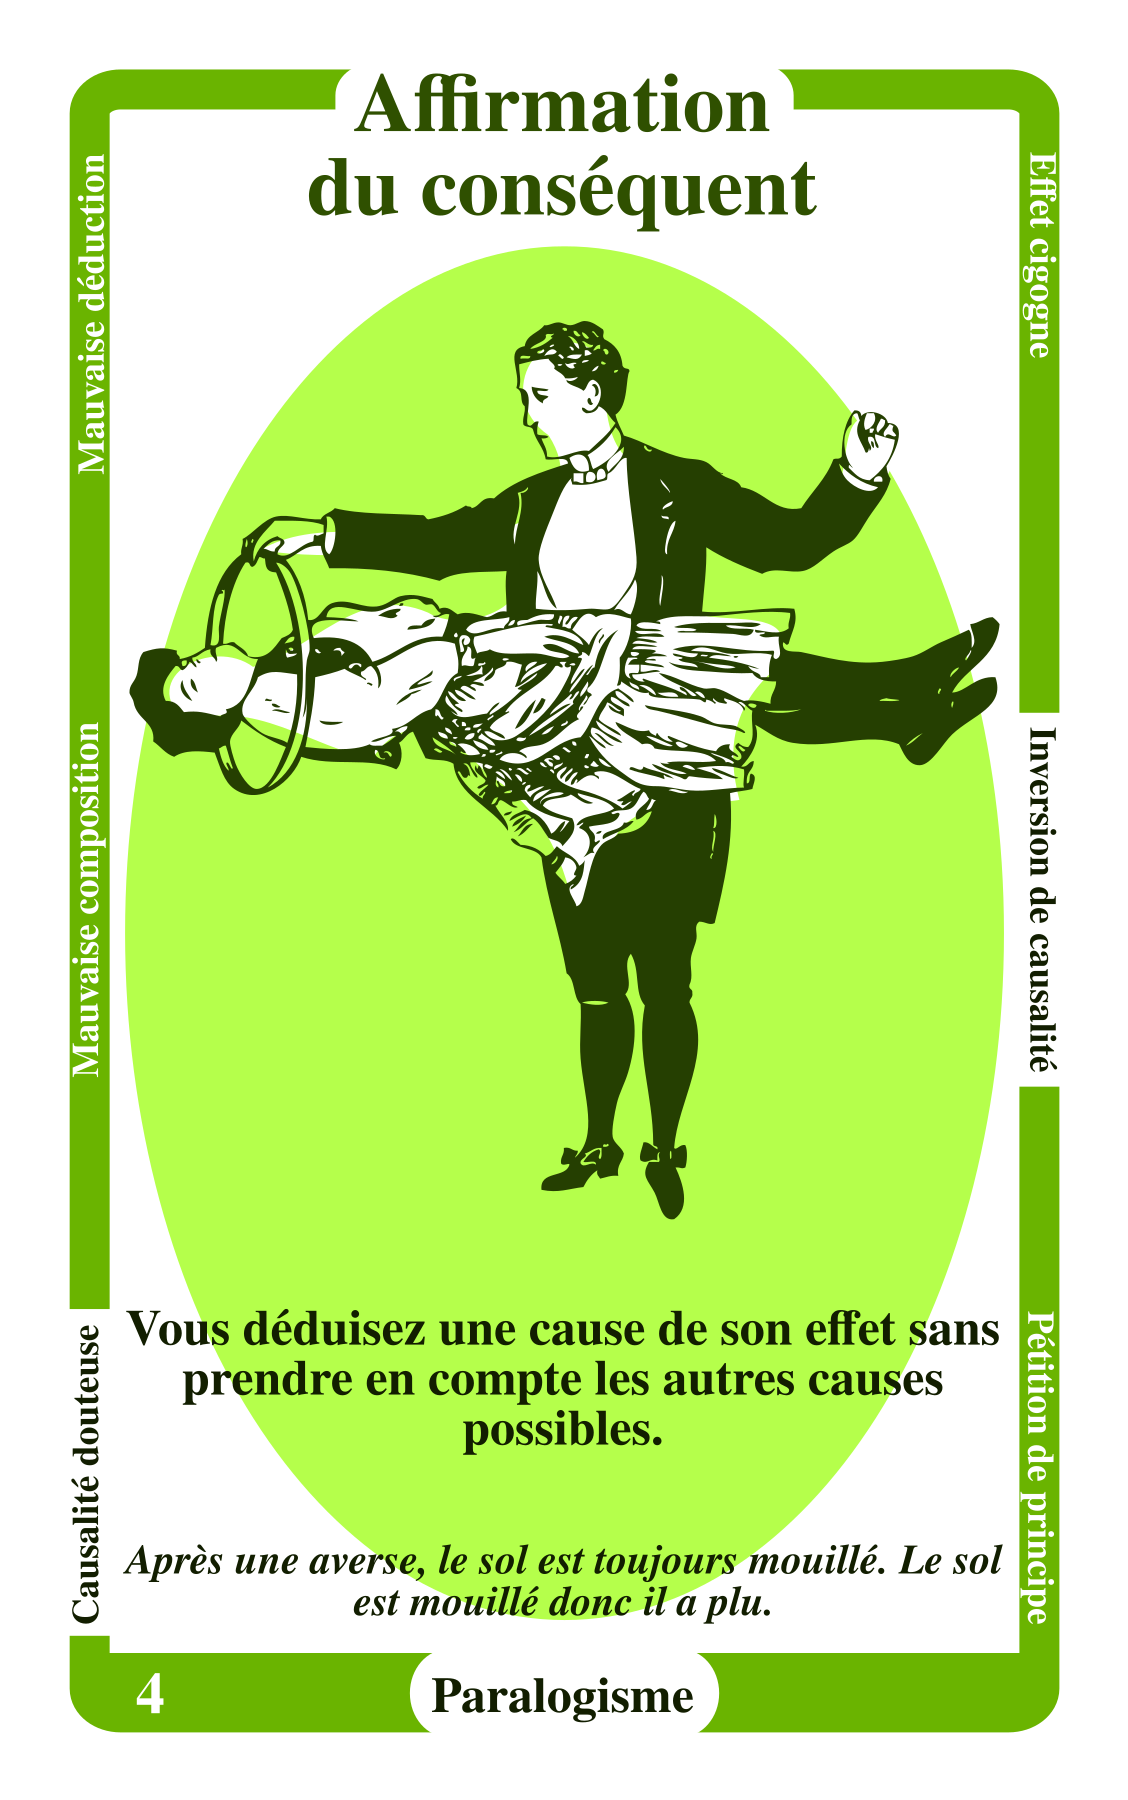 Affirmation
du conséquent
Mauvaise déduction
Mauvaise composition
Causalité douteuse
Effet cigogne
Inversion de causalité
Pétition de principe
Vous déduisez une cause de son effet sans
prendre en compte les autres causes
possibles.
Après une averse, le sol est toujours mouillé. Le sol
est mouillé donc il a plu.
4
Paralogisme